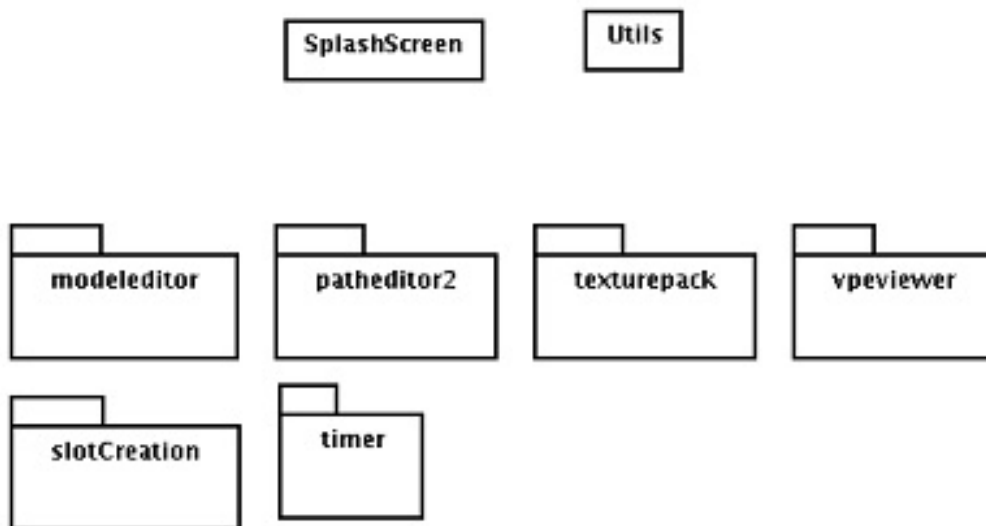 SplashScreen
Utils
modeleditor
patheditor2
texturepack
vpeviewer
slotCreation
timer